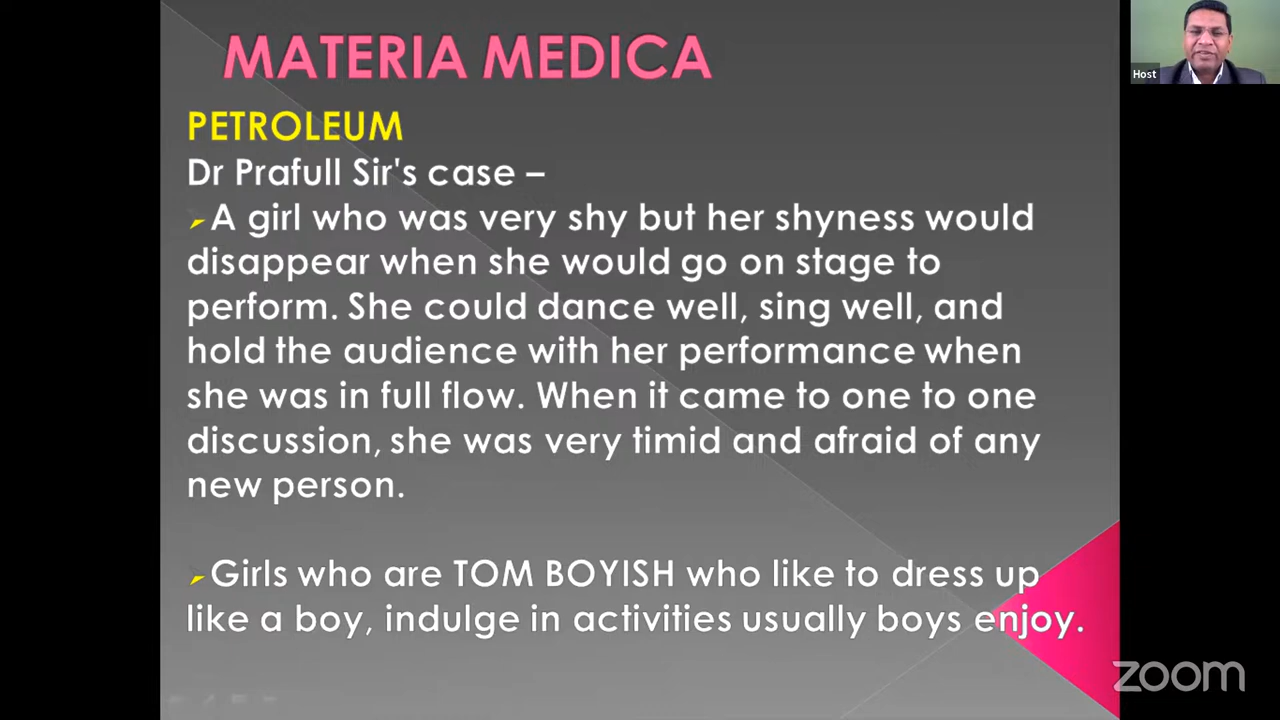 MATERIA MEDICA
Host
PETROLEUM
Dr Prafull Sir's case –
➢A girl who was very shy but her shyness would
disappear when she would go on stage to
perform. She could dance well, sing well, and
hold the audience with her performance when
she was in full flow. When it came to one to one
discussion, she was very timid and afraid of any
new person.
➢Girls who are TOM BOYISH who like to dress up
like a boy, indulge in activities usually boys enjoy.
zoom